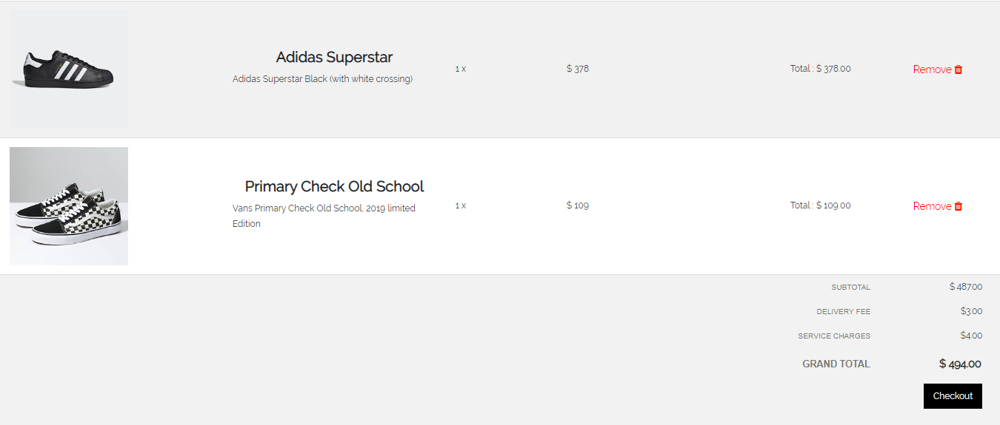 Adidas Superstar
Adidas Superstar Black (with white crossing)
1 x
$ 378
Total : $ 378.00
Remove
Primary Check Old School
Vans Primary Check Old School, 2019 limited
Edition
1 x
$ 109
Total : $ 109.00
Remove
SUBTOTAL $ 487.00
DELIVERY FEE $3.00
SERVICE CHARGES $4.00
GRAND TOTAL $ 494.00
Checkout